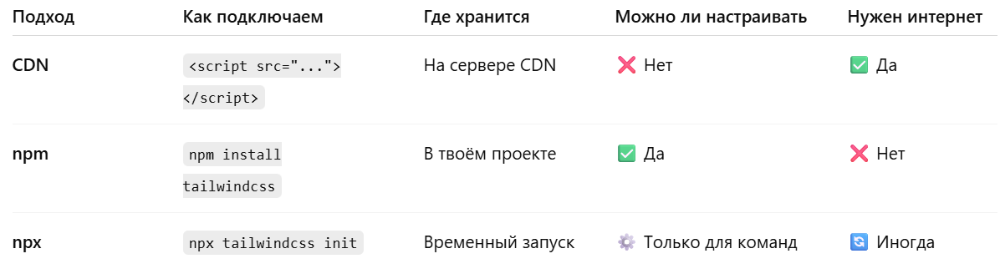 Подход Как подключаем Где хранится Можно ли настраивать Нужен интернет
CDN <script src="..."> На сервере CDN ❌ Нет ✅ Да
</script>
npm npm install В твоём проекте ✅ Да ❌ Нет
tailwindcss
npx npx tailwindcss init Временный запуск ⚙️ Только для команд 🔄 Иногда